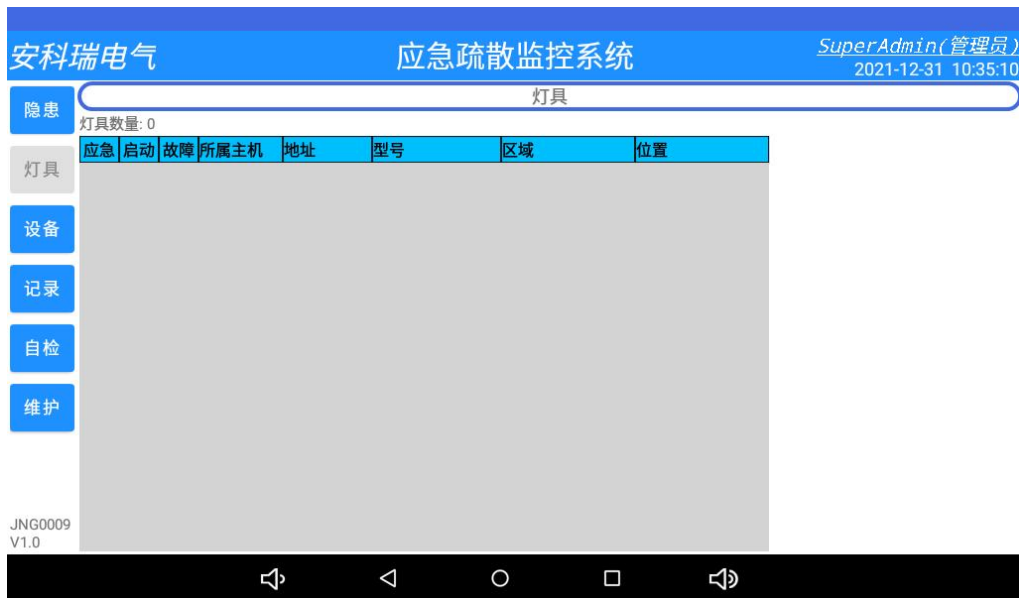 安科瑞电气
应急疏散监控系统
SuperAdmin(管理员)
2021-12-31 10:35:10
隐患
灯具
设备
记录
自检
维护
JNG0009
V1.0
灯具
灯具数量: 0
应急 启动 故障 所属主机 地址 型号 区域 位置